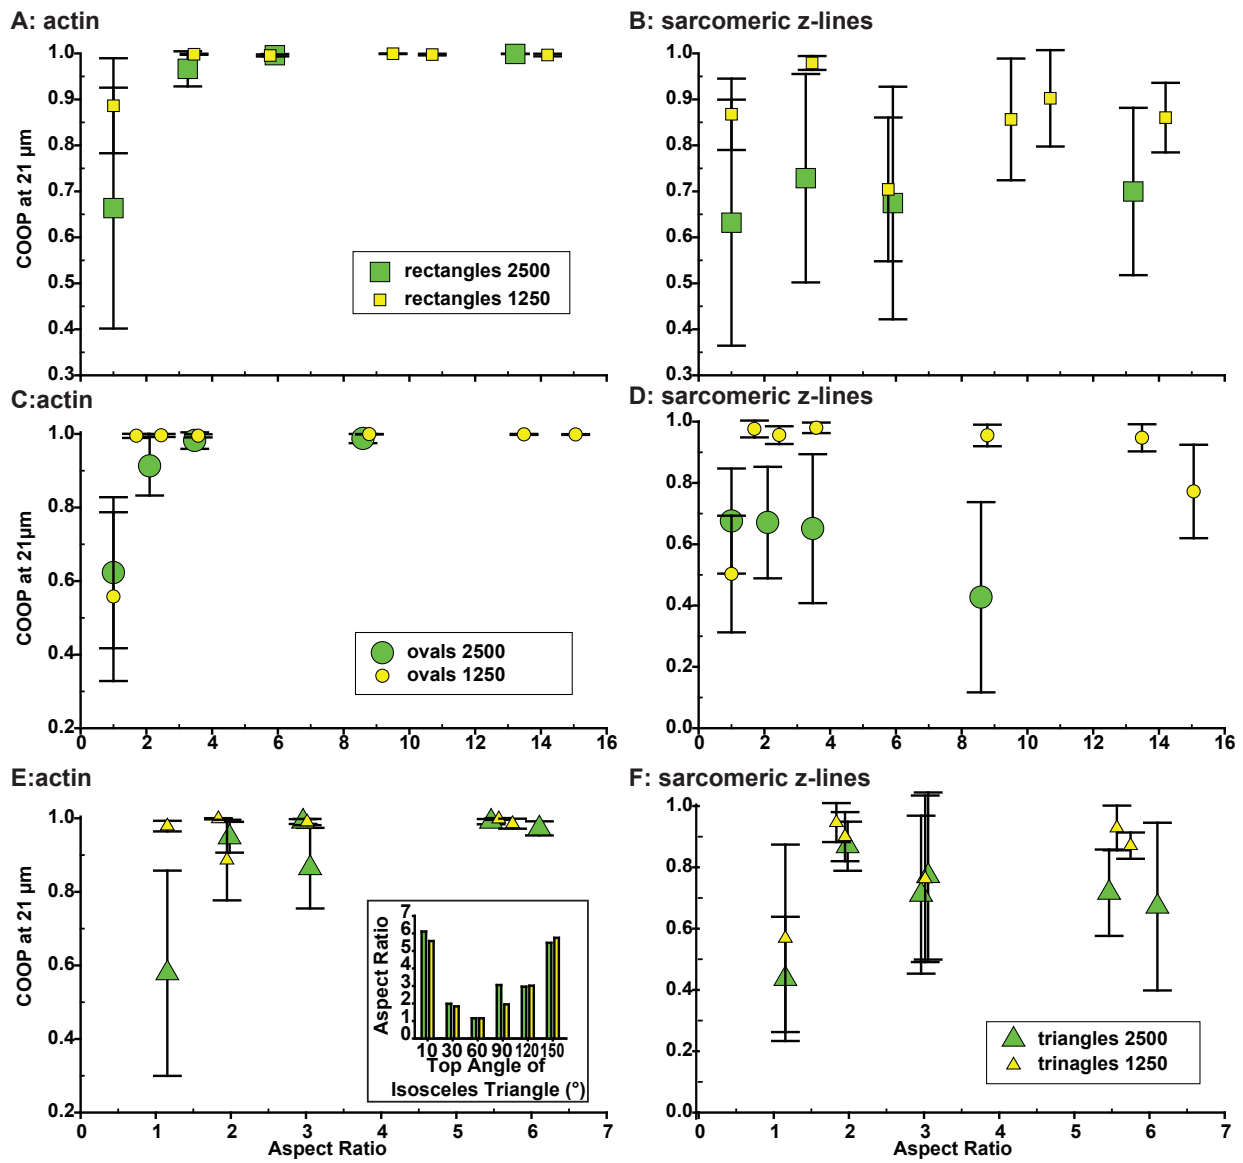 A: actin
B: sarcomeric z-lines
1.0
0.9
0.8
0.7
0.6
0.5
0.4
0.3
COOP at 21 μm
rectangles 2500
rectangles 1250
1.0
0.9
0.8
0.7
0.6
0.5
0.4
0.3
C:actin
D: sarcomeric z-lines
1.0
0.8
0.6
0.4
0.2
COOP at 21μm
ovals 2500
ovals 1250
0 2 4 6 8 10 12 14 16
1.0
0.8
0.6
0.4
0.2
0.0
0 2 4 6 8 10 12 14 16
E:actin
F: sarcomeric z-lines
1.0
0.8
0.6
0.4
0.2
COOP at 21 μm
7
6
5
4
3
2
1
0
Aspect Ratio
10 30 60 90 120 150
Top Angle of
Isosceles Triangle (°)
0 1 2 3 4 5 6 7
Aspect Ratio
1.0
0.8
0.6
0.4
0.2
0.0
triangles 2500
trinagles 1250
0 1 2 3 4 5 6 7
Aspect Ratio